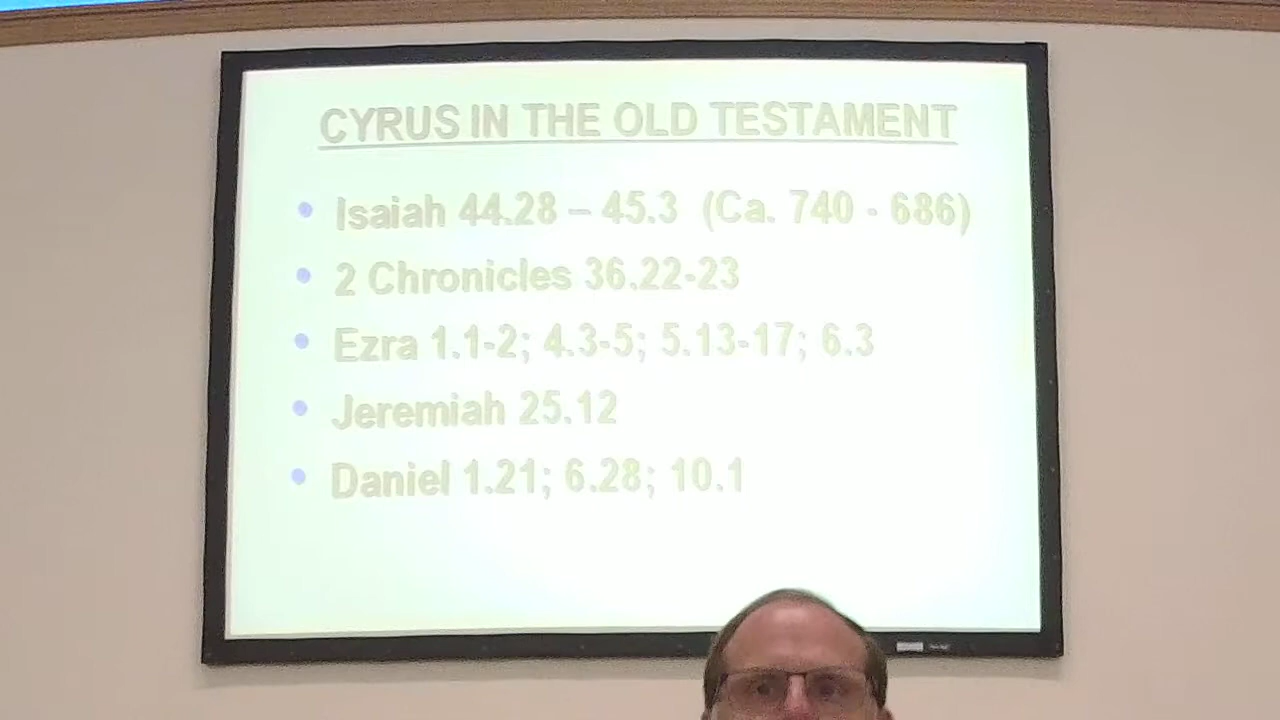 CYRUS IN THE OLD TESTAMENT
• Isaiah 44.28 – 45.3 (Ca. 740 - 686)
• 2 Chronicles 36.22-23
• Ezra 1.1-2; 4.3-5; 5.13-17; 6.3
• Jeremiah 25.12
• Daniel 1.21; 6.28; 10.1